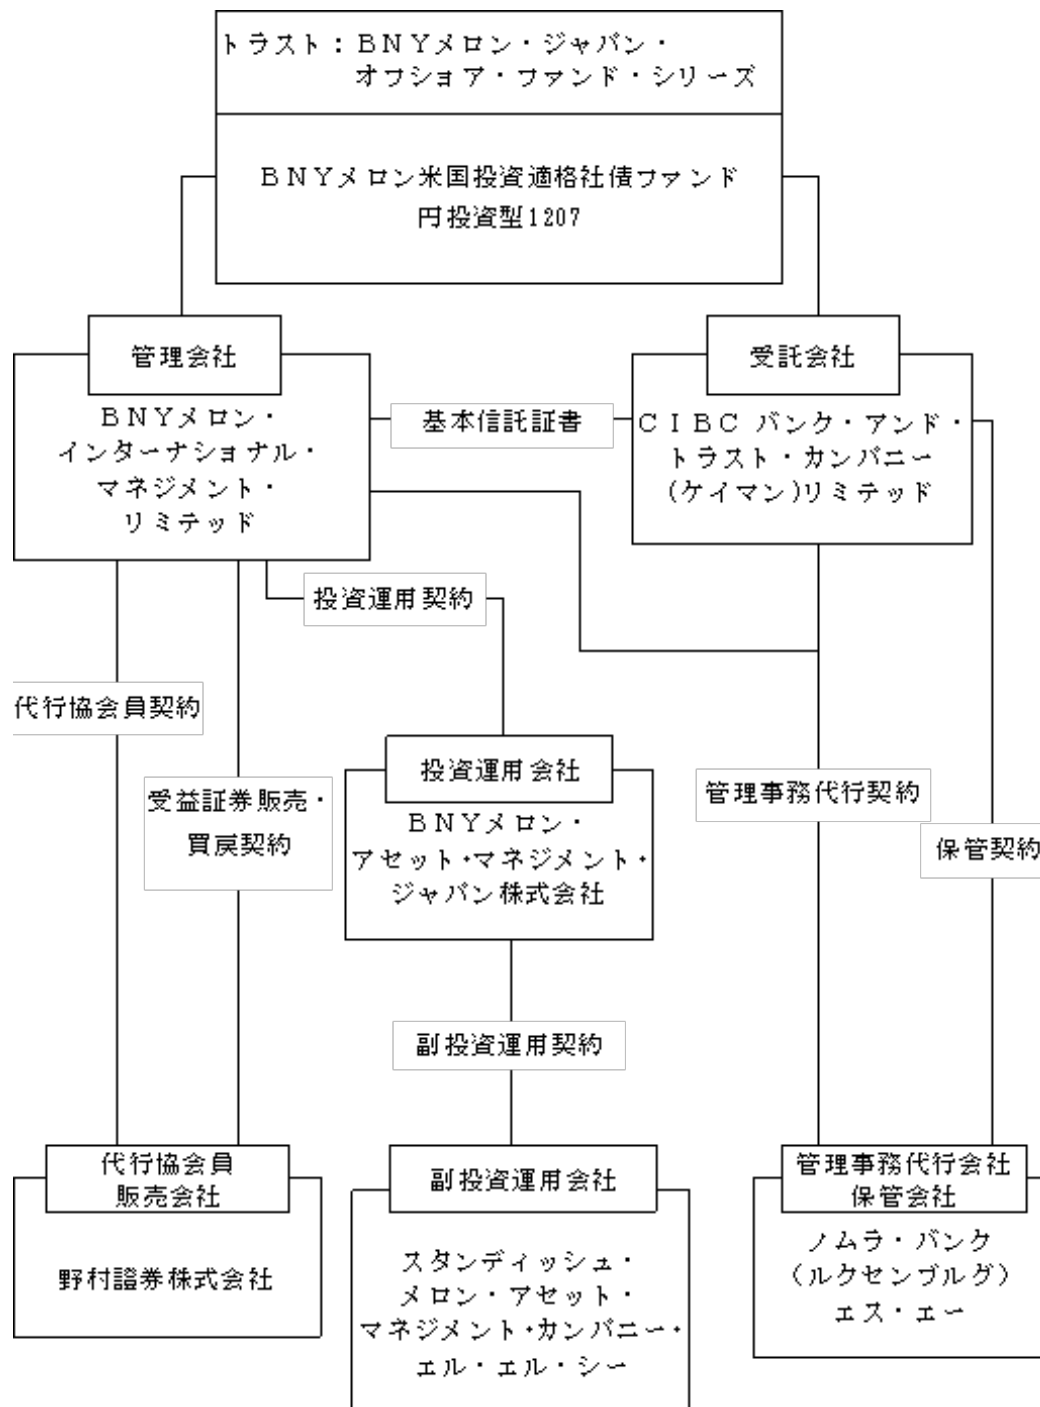 トラスト：ＢＮＹメロン・ジャパン・
オフショア・ファンド・シリーズ
ＢＮＹメロン米国投資適格社債ファンド
円投資型1207
管理会社
ＢＮＹメロン・
インターナショナル・
マネジメント・
リミテッド
基本信託証書
受託会社
ＣＩＢＣ バンク・アンド・
トラスト・カンパニー
(ケイマン)リミテッド
投資運用契約
代行協会員契約
受益証券販売・
買戻契約
投資運用会社
ＢＮＹメロン・
アセット・マネジメント・
ジャパン株式会社
管理事務代行契約
保管契約
副投資運用契約
代行協会員
販売会社
野村證券株式会社
副投資運用会社
スタンディッシュ・
メロン・アセット・
マネジメント・カンパニー・
エル・エル・シー
管理事務代行会社
保管会社
ノムラ・バンク
（ルクセンブルグ）
エス・エー